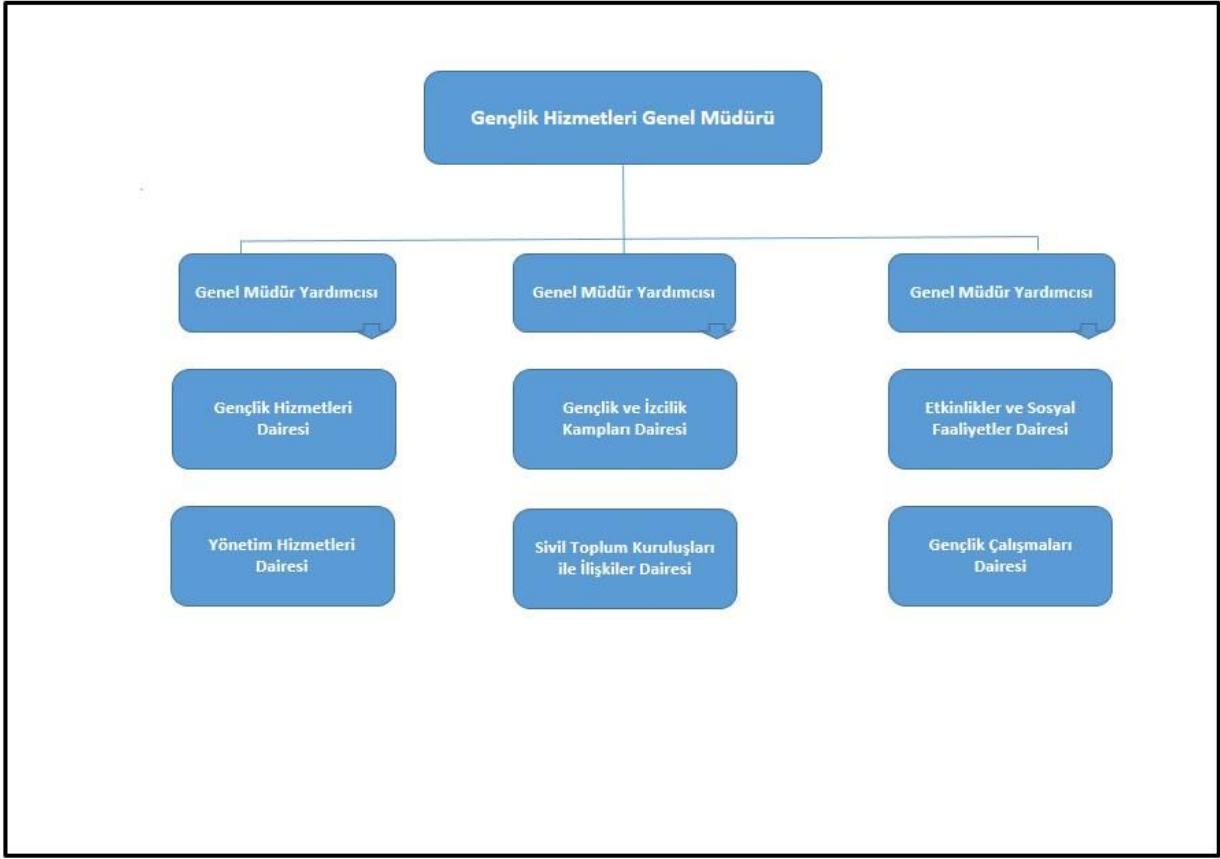 Gençlik Hizmetleri Genel Müdürü
Genel Müdür Yardımcısı
Genel Müdür Yardımcısı
Genel Müdür Yardımcısı
Gençlik Hizmetleri
Dairesi
Gençlik ve İzcilik
Kampları Dairesi
Etkinlikler ve Sosyal
Faaliyetler Dairesi
Yönetim Hizmetleri
Dairesi
Sivil Toplum Kuruluşları
ile İlişkiler Dairesi
Gençlik Çalışmaları
Dairesi